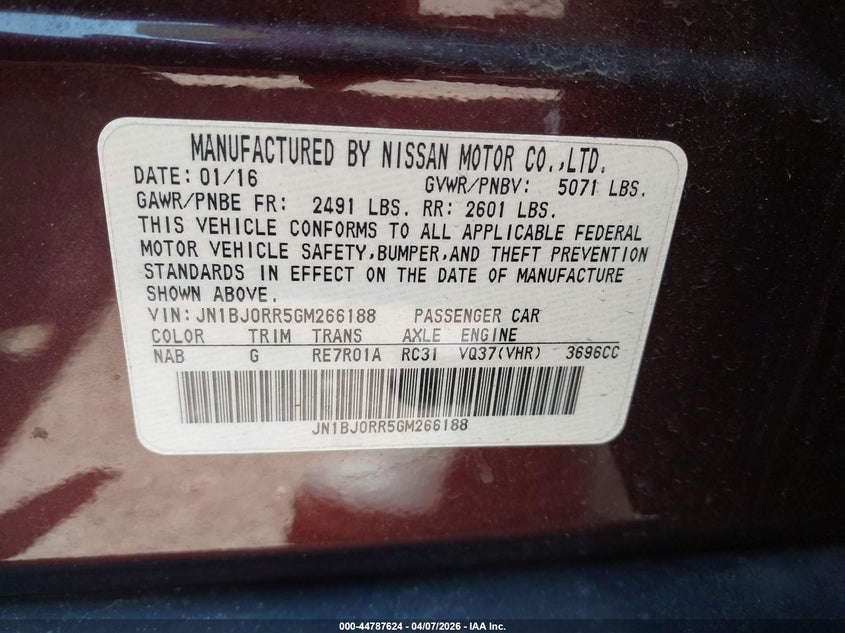 MANUFACTURED BY NISSAN MOTOR CO.,LTD.
DATE: 01/16 GVWR/PNBV: 5071 LBS.
GAWR/PNBE FR: 2491 LBS. RR: 2601 LBS.
THIS VEHICLE CONFORMS TO ALL APPLICABLE FEDERAL
MOTOR VEHICLE SAFETY,BUMPER,AND THEFT PREVENTION
STANDARDS IN EFFECT ON THE DATE OF MANUFACTURE
SHOWN ABOVE.
VIN: JN1BJ0RR5GM266188 PASSENGER CAR
COLOR TRIM TRANS AXLE ENGINE
NAB G RE7R01A RC31 VQ37(VHR) 3696CC
JN1BJ0RR5GM266188
000-44787624 - 04/07/2026 - IAA Inc.